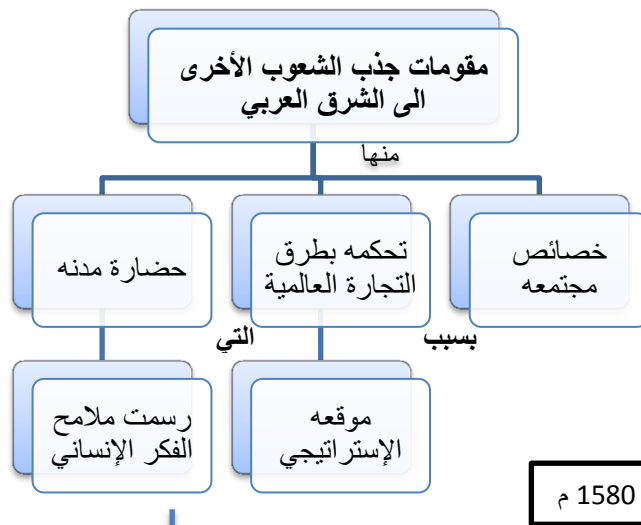 مقومات جذب الشعوب الأخرى
الى الشرق العربي
منها
خصائص
مجتمعه
تحكمه بطرق
التجارة العالمية
حضارة مدنه
بسبب
التي
موقعه
الإستراتيجي
رسمت ملامح
الفكر الإنساني
1580 م